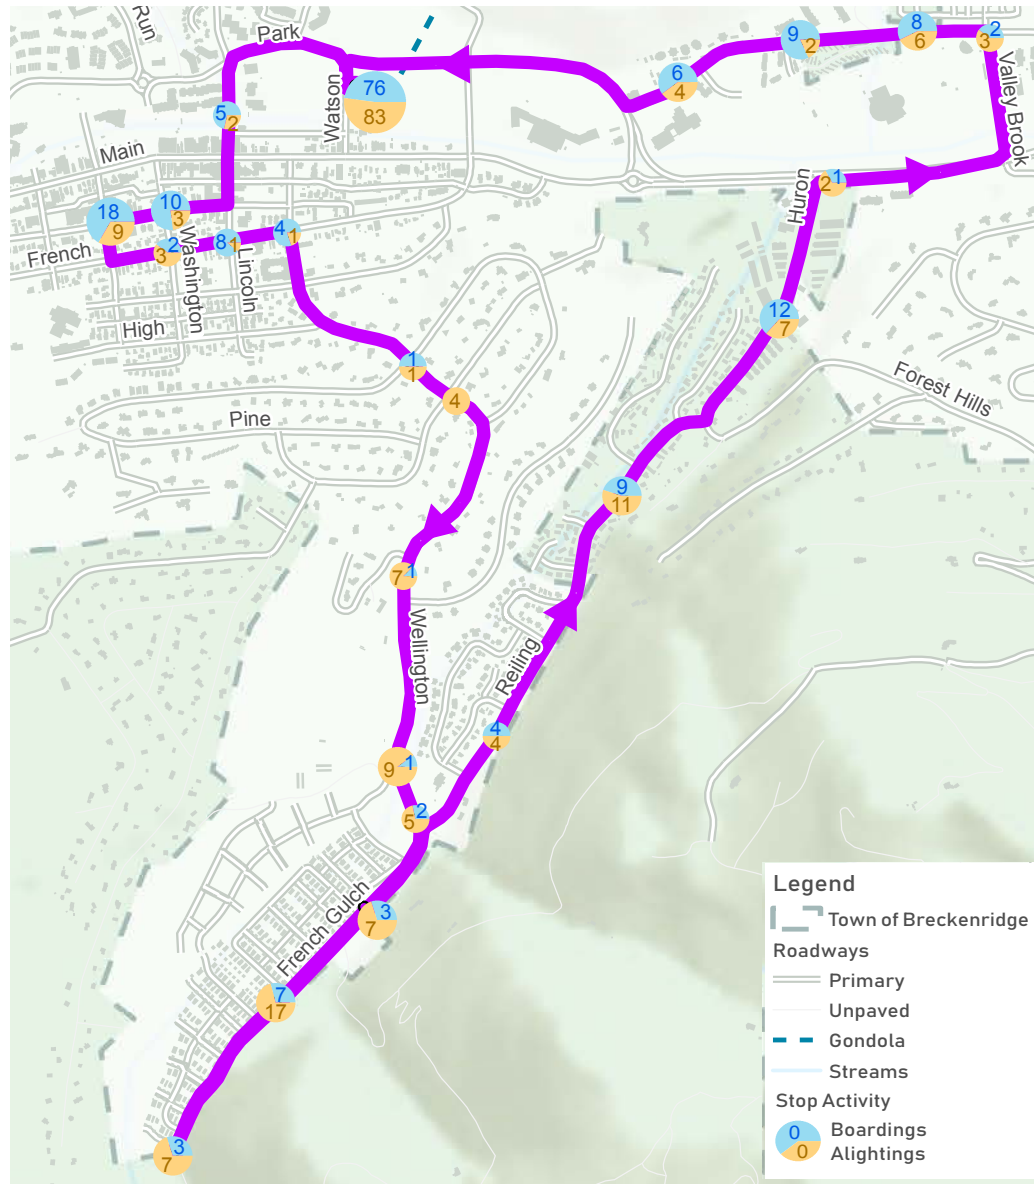 Run
Park
8
2
9
6
2
3
6
4
76
83
Watson
Valley Brook
5
2
Main
Huron
1
2
18
9
10
3
French
2
3
Washington
8
1
Lincoln
4
1
High
12
7
1
1
Forest Hills
4
Pine
9
11
1
7
Wellington
Reiling
4
4
1
9
2
5
French Gulch
3
7
7
17
3
7
Legend
Town of Breckenridge
Roadways
Primary
Unpaved
Gondola
Streams
Stop Activity
0
Boardings
0
Alightings